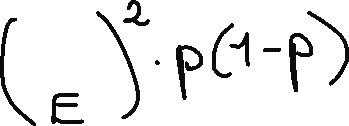 (E)² · p(1-p)